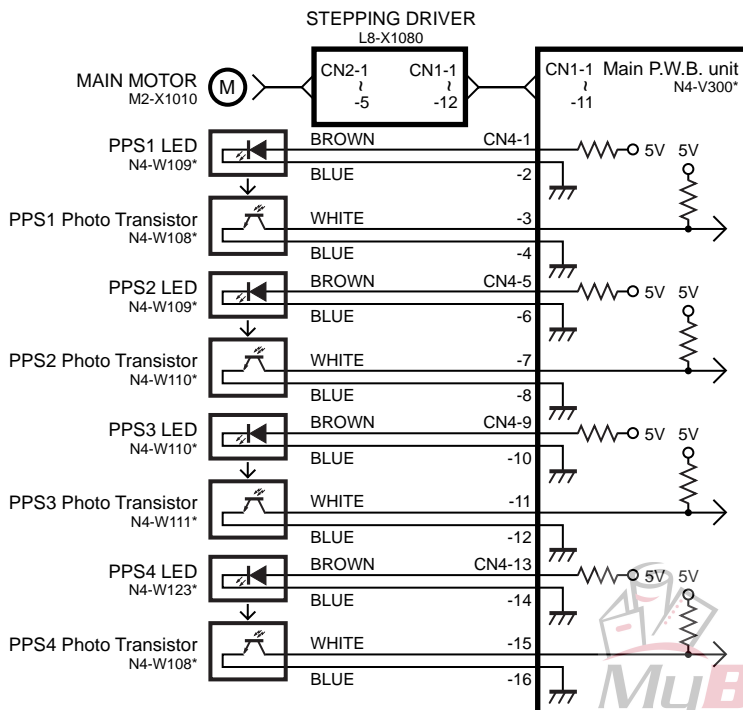 STEPPING DRIVER
L8-X1080
MAIN MOTOR
M2-X1010
M
CN2-1
~
-5
CN1-1
~
-12
CN1-1
~
-11
Main P.W.B. unit
N4-V300*
PPS1 LED
N4-W109*
BROWN CN4-1 5V 5V
BLUE -2
PPS1 Photo Transistor
N4-W108*
WHITE -3
BLUE -4
PPS2 LED
N4-W109*
BROWN CN4-5 5V 5V
BLUE -6
PPS2 Photo Transistor
N4-W110*
WHITE -7
BLUE -8
PPS3 LED
N4-W110*
BROWN CN4-9 5V 5V
BLUE -10
PPS3 Photo Transistor
N4-W111*
WHITE -11
BLUE -12
PPS4 LED
N4-W123*
BROWN CN4-13 5V 5V
BLUE -14
PPS4 Photo Transistor
N4-W108*
WHITE -15
BLUE -16
MyB